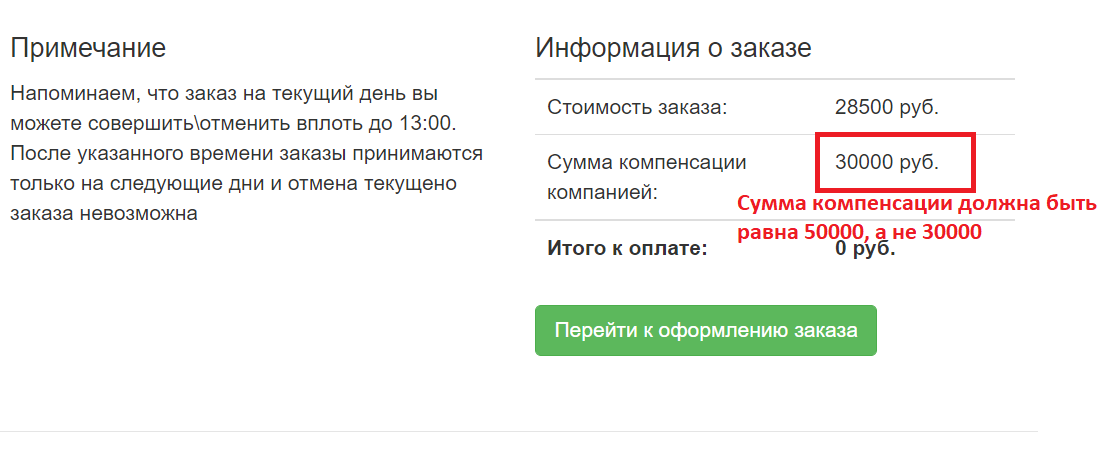 Примечание
Напоминаем, что заказ на текущий день вы
можете совершить\отменить вплоть до 13:00.
После указанного времени заказы принимаются
только на следующие дни и отмена текущено
заказа невозможна
Информация о заказе
Стоимость заказа: 28500 руб.
Сумма компенсации 30000 руб.
компанией:
Сумма компенсации должна быть
равна 50000, а не 30000
Итого к оплате: 0 руб.
Перейти к оформлению заказа